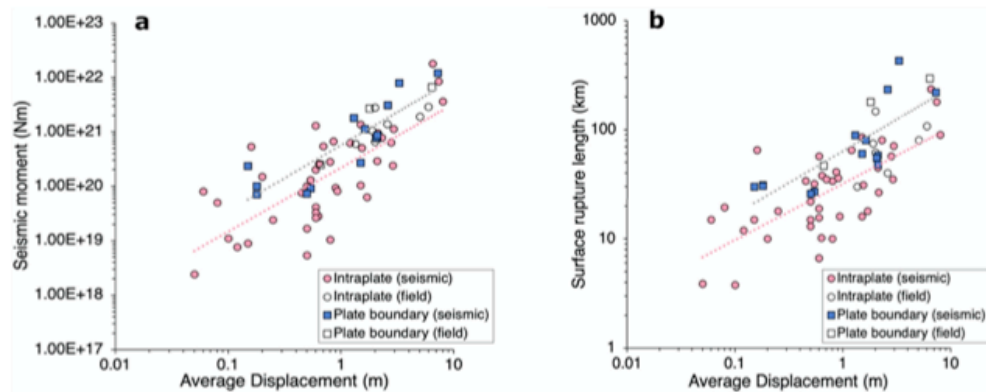 a
1.00E+23
1.00E+22
1.00E+21
1.00E+20
1.00E+19
1.00E+18
1.00E+17
Seismic moment (Nm)
Intraplate (seismic)
Intraplate (field)
Plate boundary (seismic)
Plate boundary (field)
0.01
0.1
1
10
Average Displacement (m)
b
1000
100
10
1
Surface rupture length (km)
Intraplate (seismic)
Intraplate (field)
Plate boundary (seismic)
Plate boundary (field)
0.01
0.1
1
10
Average Displacement (m)